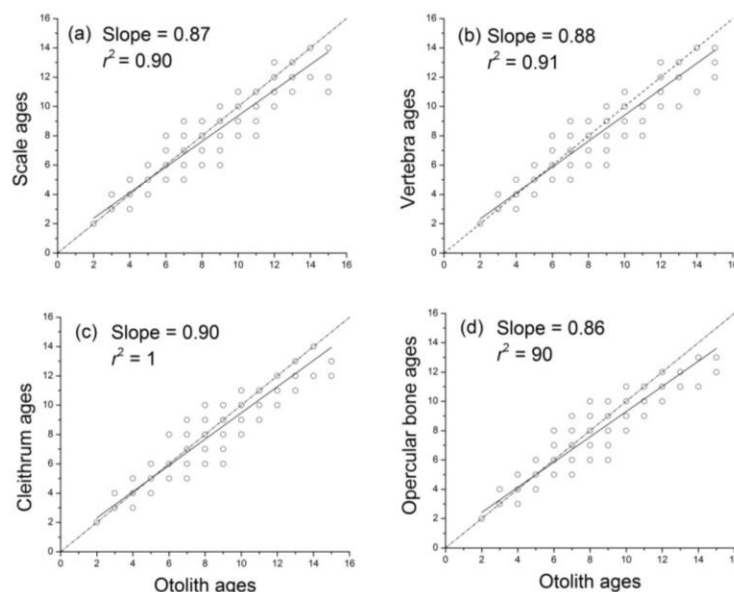 (a) Slope = 0.87
r² = 0.90
Scale ages
16
14
12
10
8
6
4
2
0
0 2 4 6 8 10 12 14 16
(b) Slope = 0.88
r² = 0.91
Vertebra ages
16
14
12
10
8
6
4
2
0
0 2 4 6 8 10 12 14 16
(c) Slope = 0.90
r² = 1
Cleithrum ages
16
14
12
10
8
6
4
2
0
0 2 4 6 8 10 12 14 16
Otolith ages
(d) Slope = 0.86
r² = 90
Opercular bone ages
16
14
12
10
8
6
4
2
0
0 2 4 6 8 10 12 14 16
Otolith ages